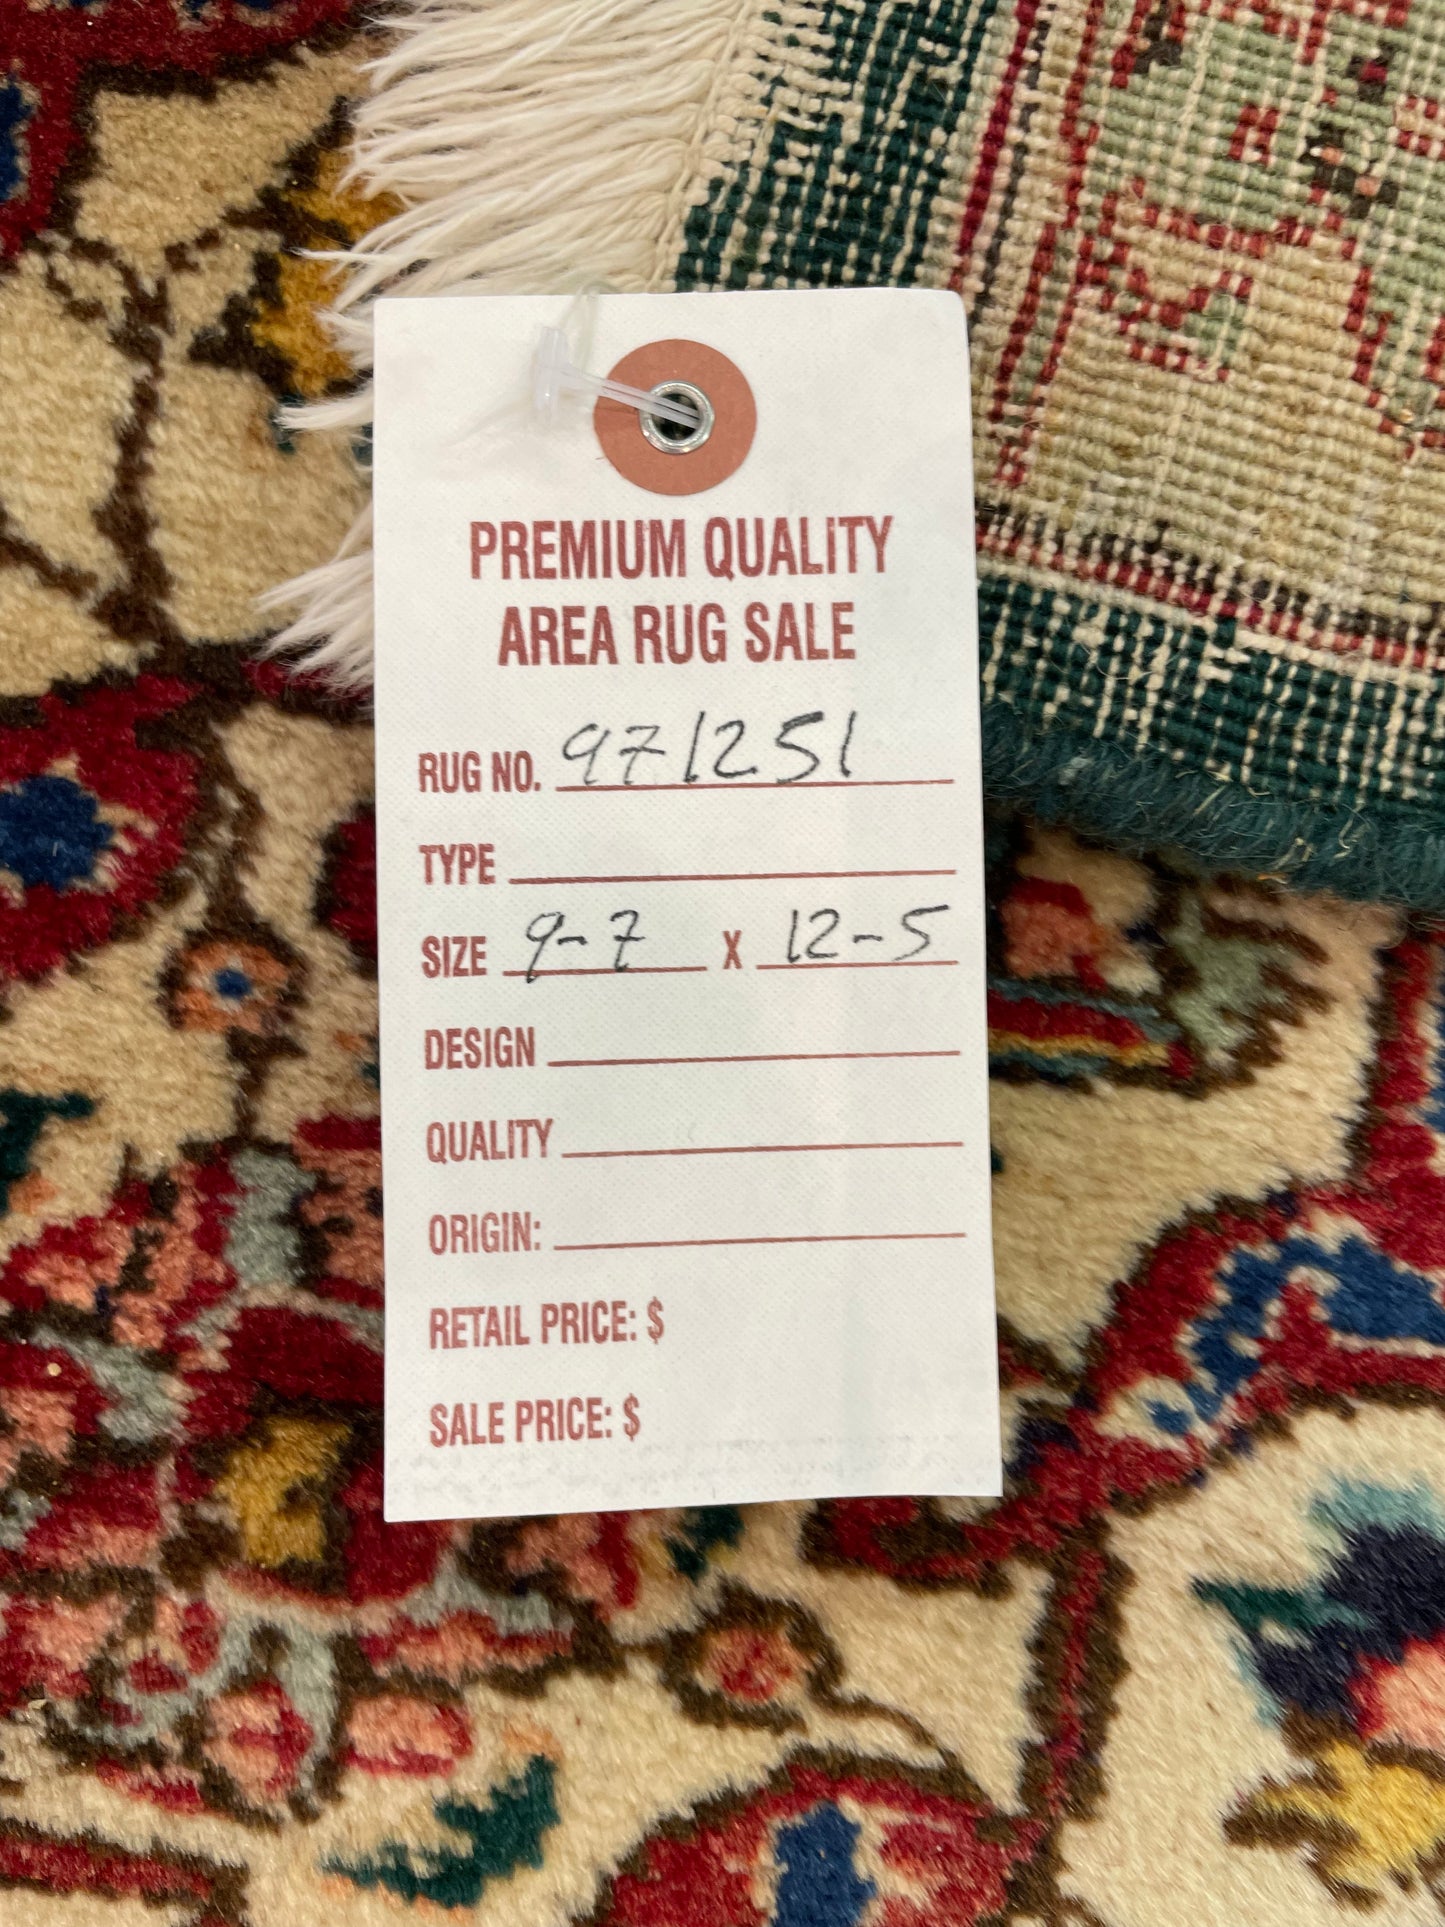 PREMIUM QUALITY
AREA RUG SALE
RUG NO. 971251
TYPE
SIZE 9-7 X 12-5
DESIGN
QUALITY
ORIGIN:
RETAIL PRICE: $
SALE PRICE: $